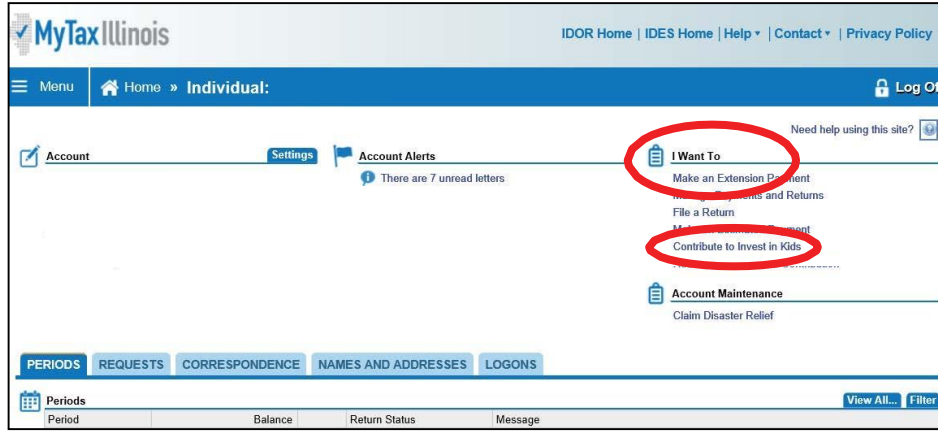 MyTax Illinois
IDOR Home | IDES Home | Help | Contact | Privacy Policy
Menu Home » Individual: Log Of
Need help using this site?
Account Settings
Account Alerts
There are 7 unread letters
I Want To
Make an Extension Payment
and Returns
File a Return
Contribute to Invest in Kids
Account Maintenance
Claim Disaster Relief
PERIODS REQUESTS CORRESPONDENCE NAMES AND ADDRESSES LOGONS
Periods View All... Filter
Period Balance Return Status Message